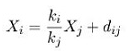 $X_i = \frac{k_i}{k_j} X_j + d_{ij}$